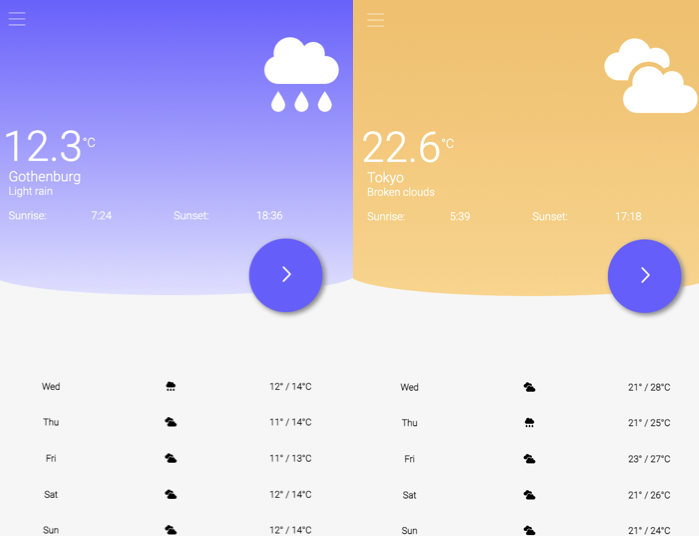 12.3°C
Gothenburg
Light rain
Sunrise: 7:24 Sunset: 18:36
Wed 12° / 14°C
Thu 11° / 14°C
Fri 11° / 13°C
Sat 12° / 14°C
Sun 12° / 14°C
22.6°C
Tokyo
Broken clouds
Sunrise: 5:39 Sunset: 17:18
Wed 21° / 28°C
Thu 21° / 25°C
Fri 23° / 27°C
Sat 21° / 26°C
Sun 21° / 24°C